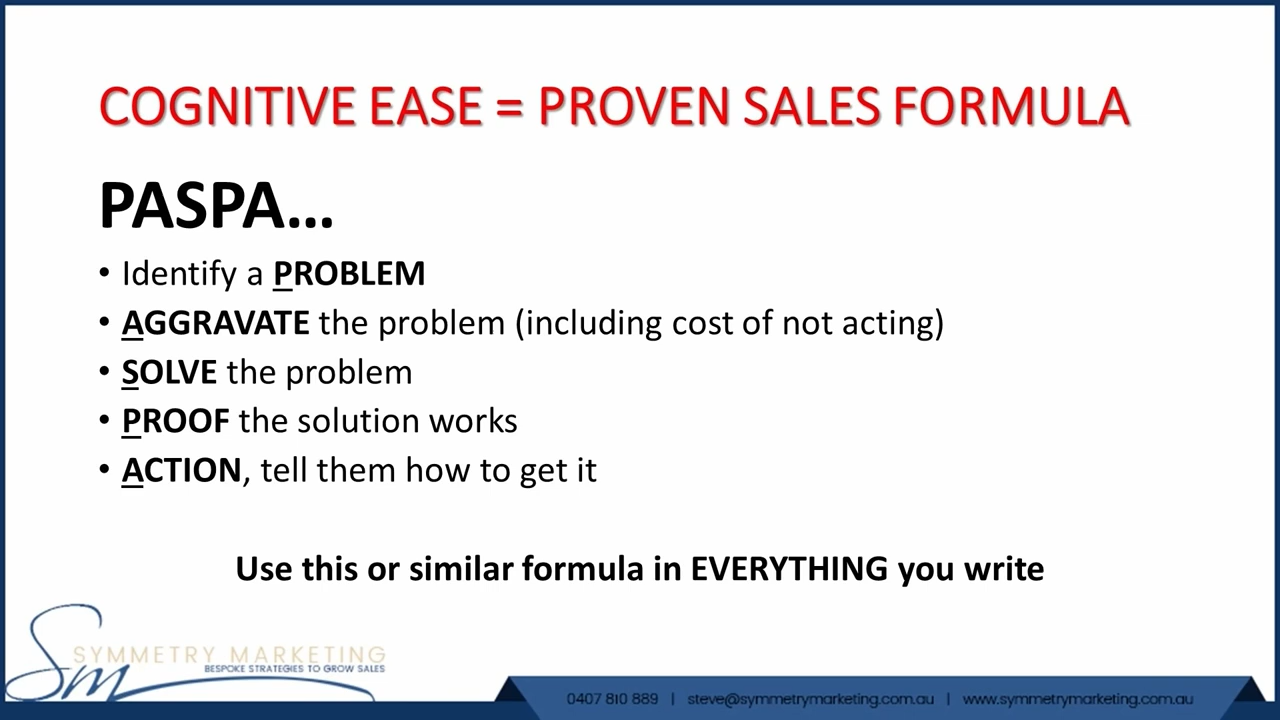 COGNITIVE EASE = PROVEN SALES FORMULA
PASPA...
• Identify a PROBLEM
• AGGRAVATE the problem (including cost of not acting)
• SOLVE the problem
• PROOF the solution works
• ACTION, tell them how to get it
Use this or similar formula in EVERYTHING you write
Sm
SYMMETRY MARKETING
BESPOKE STRATEGIES TO GROW SALES
0407 810 889 | steve@symmetrymarketing.com.au | www.symmetrymarketing.com.au